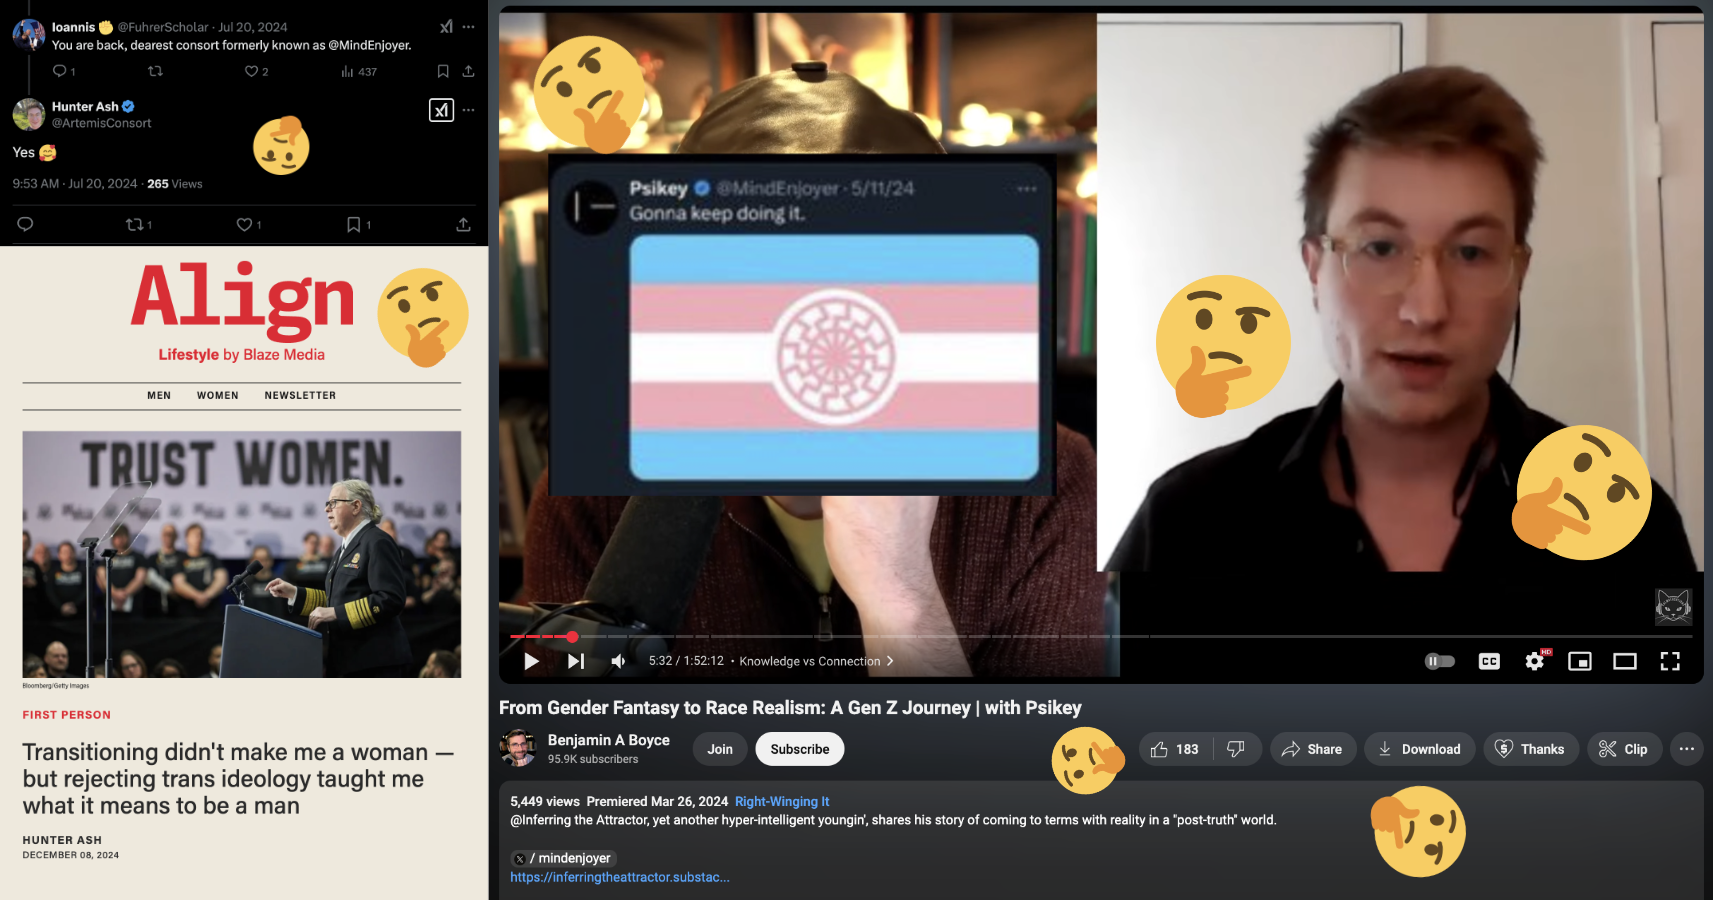 Ioannis ✊ @FuhrerScholar · Jul 20, 2024
You are back, dearest consort formerly known as @MindEnjoyer.
1
2
437
Hunter Ash
@ArtemisConsort
Yes 🥰
9:53 AM · Jul 20, 2024 · 265 Views
1
1
1
Align
Lifestyle by Blaze Media
MEN WOMEN NEWSLETTER
TRUST WOMEN.
Bloomberg/Getty Images
FIRST PERSON
Transitioning didn't make me a woman —
but rejecting trans ideology taught me
what it means to be a man
HUNTER ASH
DECEMBER 08, 2024
Psikey @MindEnjoyer · 5/11/24
Gonna keep doing it.
5:32 / 1:52:12 • Knowledge vs Connection
CC
HD
From Gender Fantasy to Race Realism: A Gen Z Journey | with Psikey
Benjamin A Boyce
95.9K subscribers
Join
Subscribe
183
Share
Download
Thanks
Clip
5,449 views Premiered Mar 26, 2024 Right-Winging It
@Inferring the Attractor, yet another hyper-intelligent youngin', shares his story of coming to terms with reality in a "post-truth" world.
/ mindenjoyer
https://inferringtheattractor.substac...